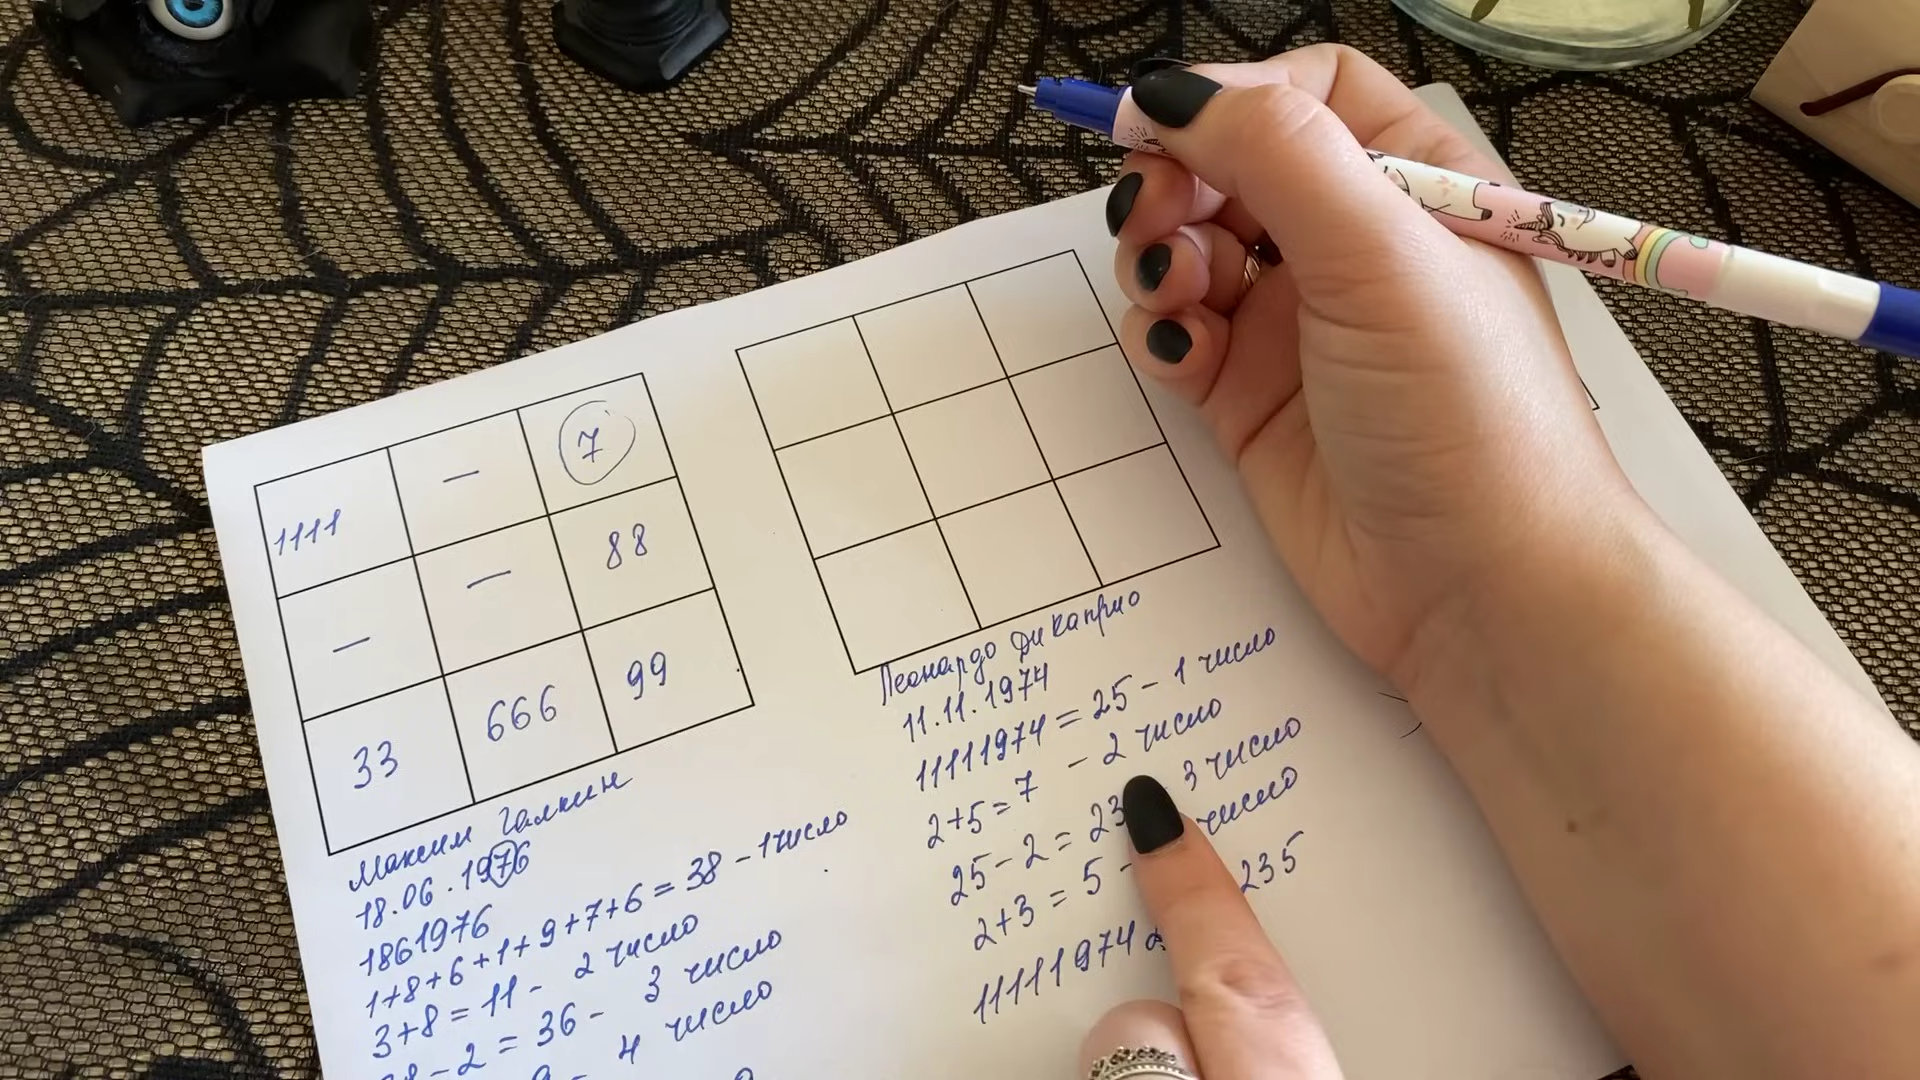 1111 — 7
— — 88
33 666 99
Максим Галкин
18.06.1976
1861976
1+8+6+1+9+7+6=38-1число
3+8=11- 2 число
-2=36- 3 число
4 число
Леонардо Дикаприо
11.11.1974
11111974=25-1 число
2+5=7 -2 число
25-2=23 3 число
2+3=5- число
11111974 235